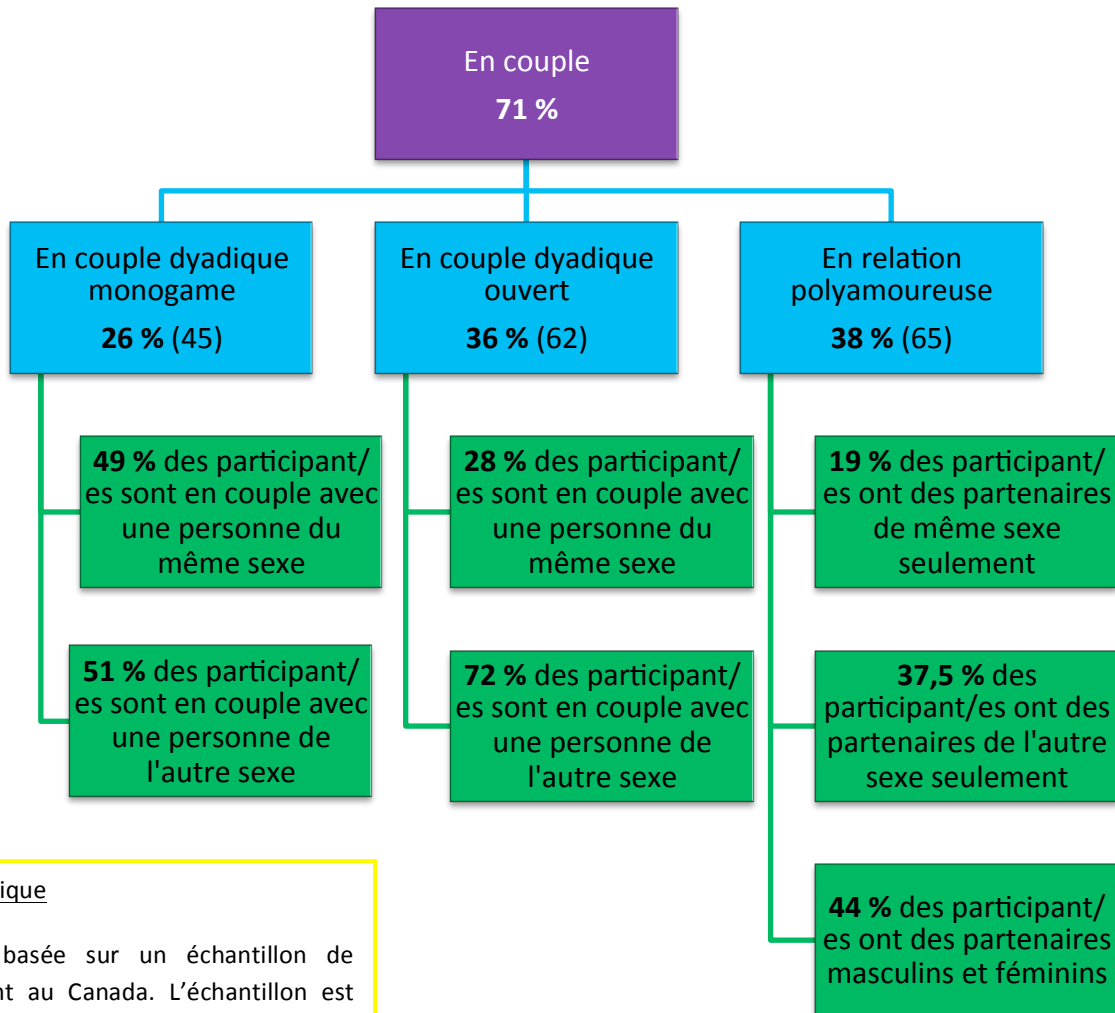 En couple
71 %
En couple dyadique
monogame
26 % (45)
En couple dyadique
ouvert
36 % (62)
En relation
polyamoureuse
38 % (65)
49 % des participant/
es sont en couple avec
une personne du
même sexe
51 % des participant/
es sont en couple avec
une personne de
l'autre sexe
28 % des participant/
es sont en couple avec
une personne du
même sexe
72 % des participant/
es sont en couple avec
une personne de
l'autre sexe
19 % des participant/
es ont des partenaires
de même sexe
seulement
37,5 % des
participant/es ont des
partenaires de l'autre
sexe seulement
44 % des participant/
es ont des partenaires
masculins et féminins
ique
basée sur un échantillon de
nt au Canada. L’échantillon est